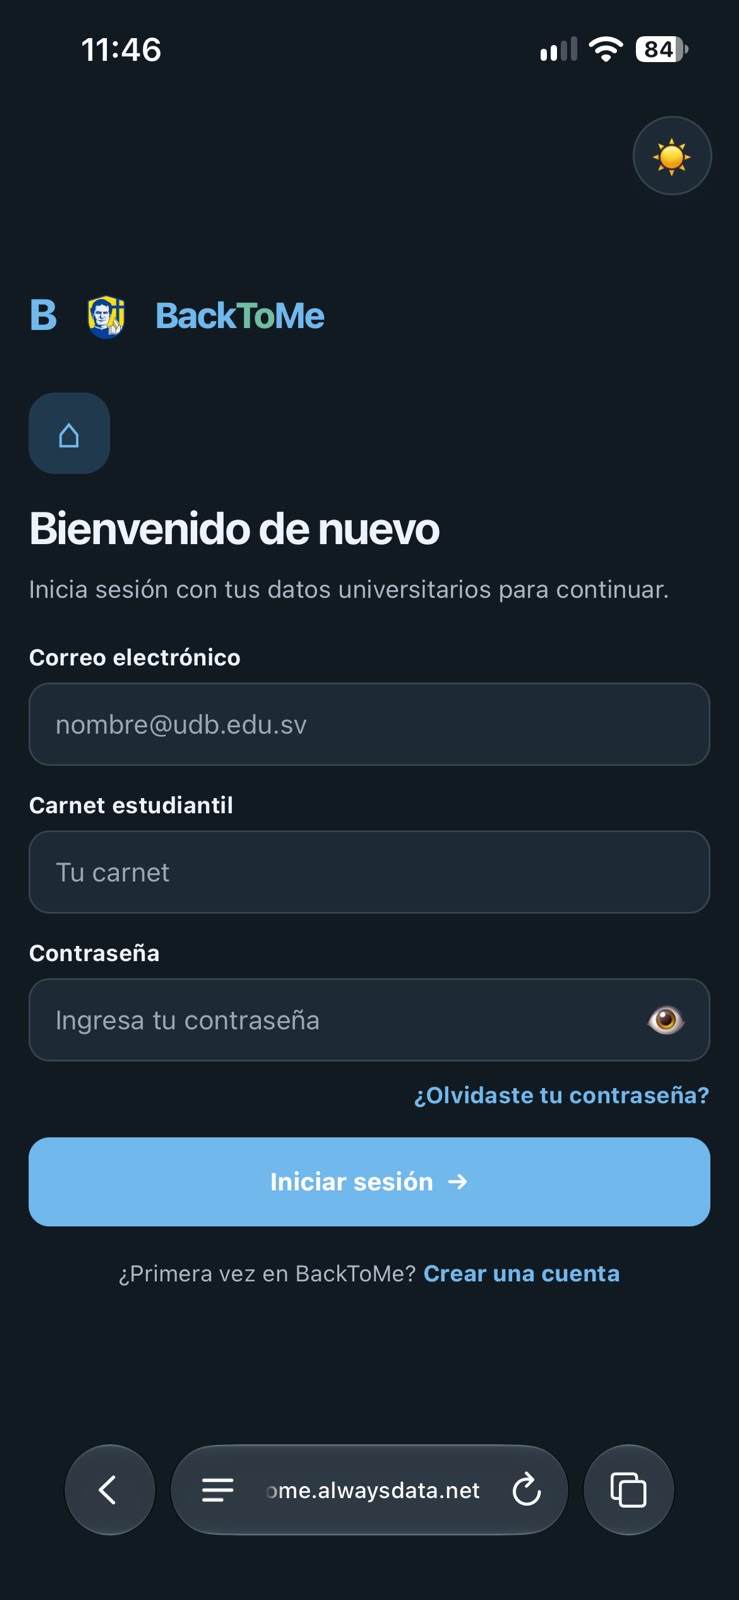 11:46
84
B BackToMe
Bienvenido de nuevo
Inicia sesión con tus datos universitarios para continuar.
Correo electrónico
nombre@udb.edu.sv
Carnet estudiantil
Tu carnet
Contraseña
Ingresa tu contraseña
¿Olvidaste tu contraseña?
Iniciar sesión →
¿Primera vez en BackToMe? Crear una cuenta
ome.alwaysdata.net